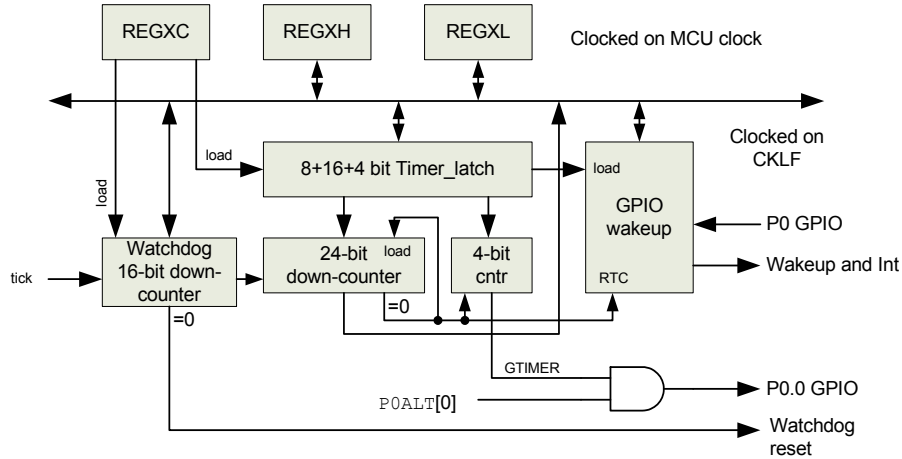 REGXC
REGXH
REGXL
Clocked on MCU clock
Clocked on
CKLF
load
load
8+16+4 bit Timer_latch
load
GPIO
wakeup
RTC
P0 GPIO
Wakeup and Int
tick
Watchdog
16-bit down-
counter
=0
24-bit
down-counter
load
=0
4-bit
cntr
GTIMER
P0ALT[0]
P0.0 GPIO
Watchdog
reset